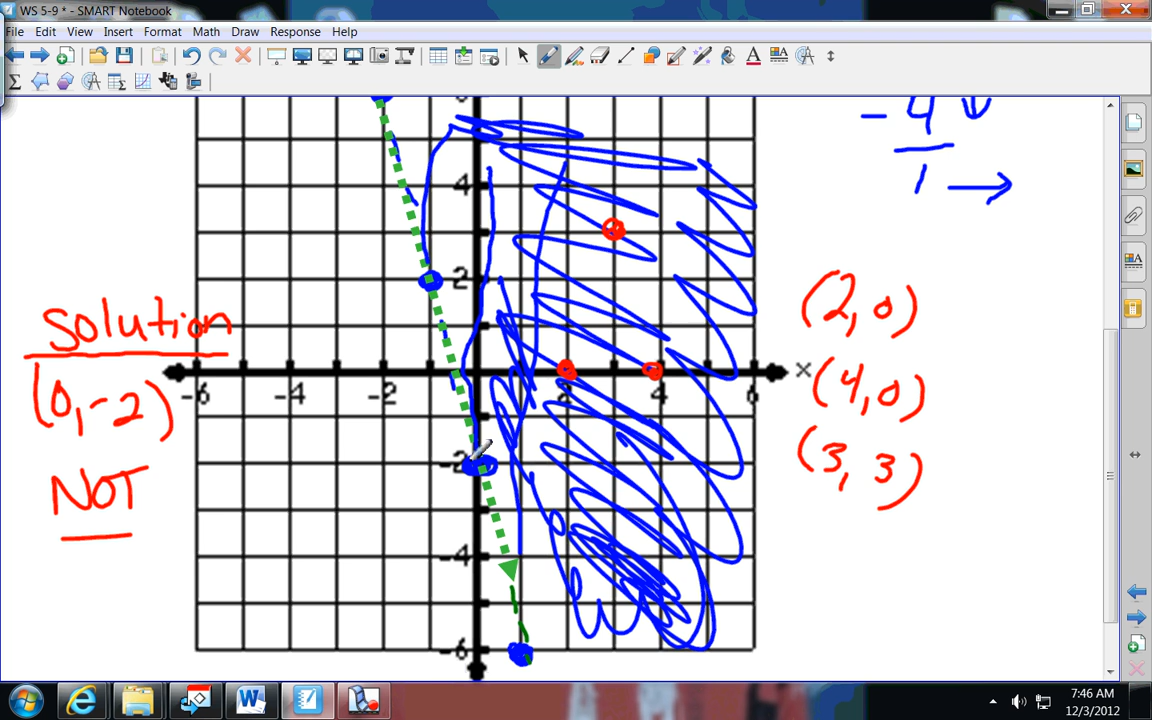 WS 5-9 * - SMART Notebook
File Edit View Insert Format Math Draw Response Help
- 4 ↓
1 →
4
2
-2
-4
-6
-6 -2 4 6 x
solution
(0,-2)
NOT
(2,0)
(4,0)
(3,3)
7:46 AM
12/3/2012